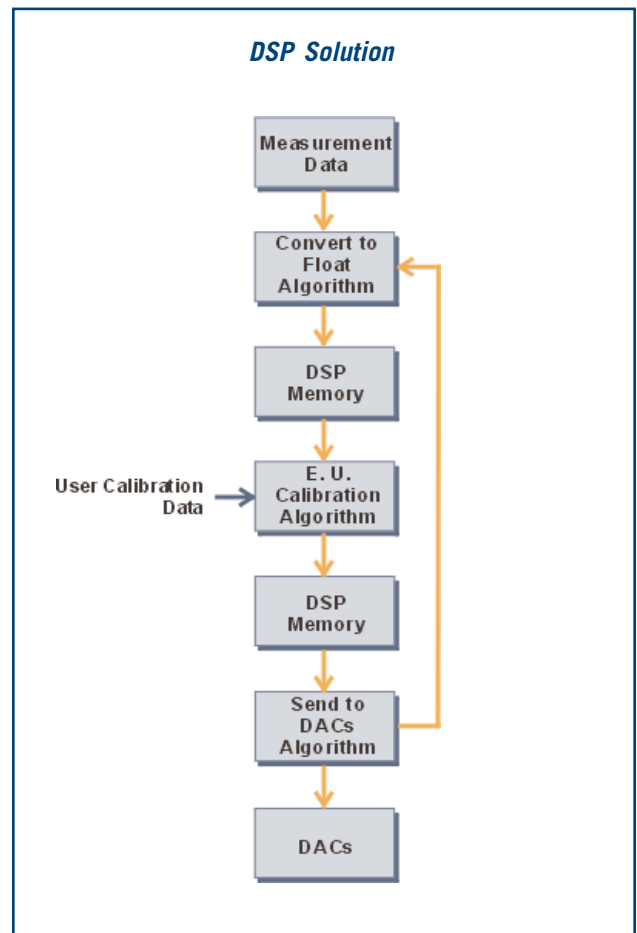 DSP Solution
Measurement
Data
Convert to
Float
Algorithm
DSP
Memory
E. U.
Calibration
Algorithm
User Calibration
Data
DSP
Memory
Send to
DACs
Algorithm
DACs